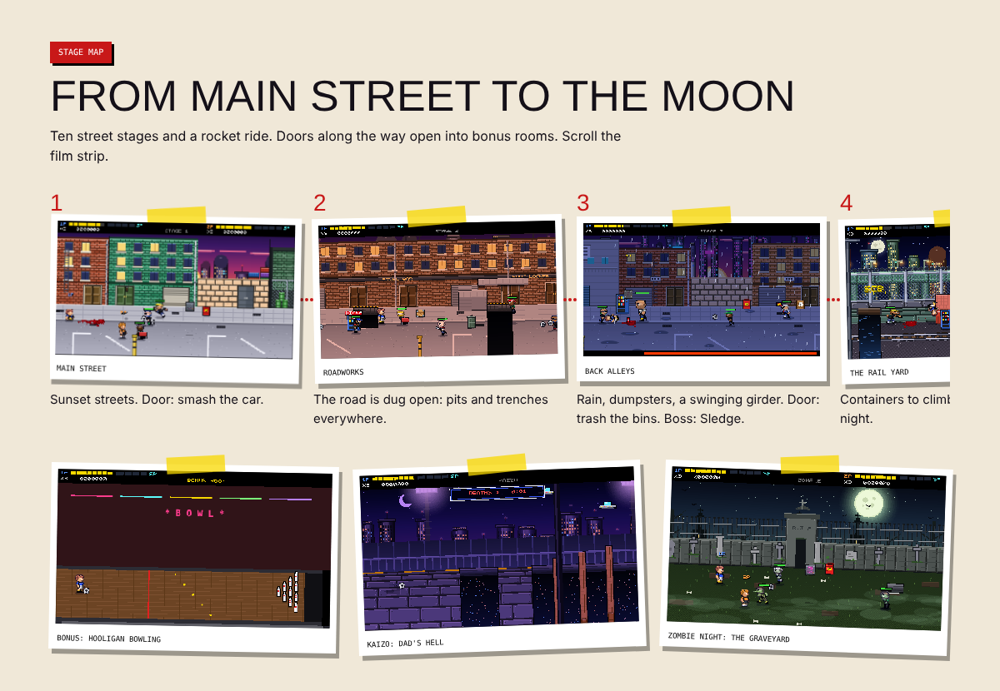 STAGE MAP
FROM MAIN STREET TO THE MOON
Ten street stages and a rocket ride. Doors along the way open into bonus rooms. Scroll the
film strip.
1
2
3
4
MAIN STREET
ROADWORKS
BACK ALLEYS
THE RAIL YARD
Sunset streets. Door: smash the car.
The road is dug open: pits and trenches
everywhere.
Rain, dumpsters, a swinging girder. Door:
trash the bins. Boss: Sledge.
Containers to climb
night.
* B O W L *
BONUS: HOOLIGAN BOWLING
KAIZO: DAD'S HELL
ZOMBIE NIGHT: THE GRAVEYARD